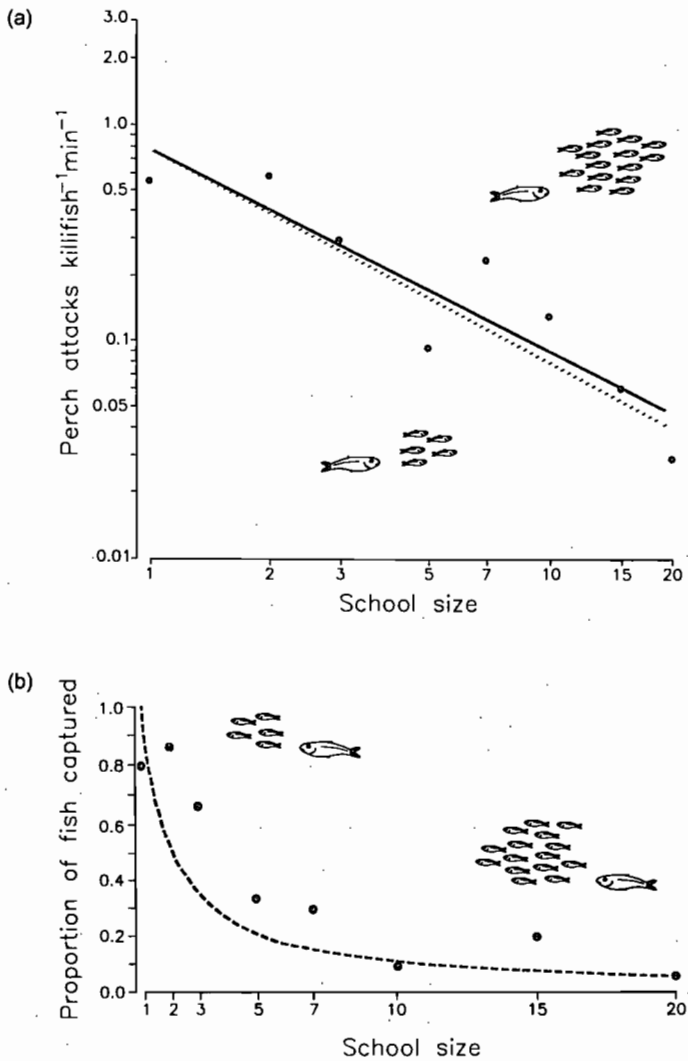 (a)
3.0
2.0
1.0
0.5
0.1
0.05
0.01
Perch attacks killifish⁻¹min⁻¹
1 2 3 5 7 10 15 20
School size
(b)
1.0
0.8
0.6
0.4
0.2
0.0
Proportion of fish captured
1 2 3 5 7 10 15 20
School size